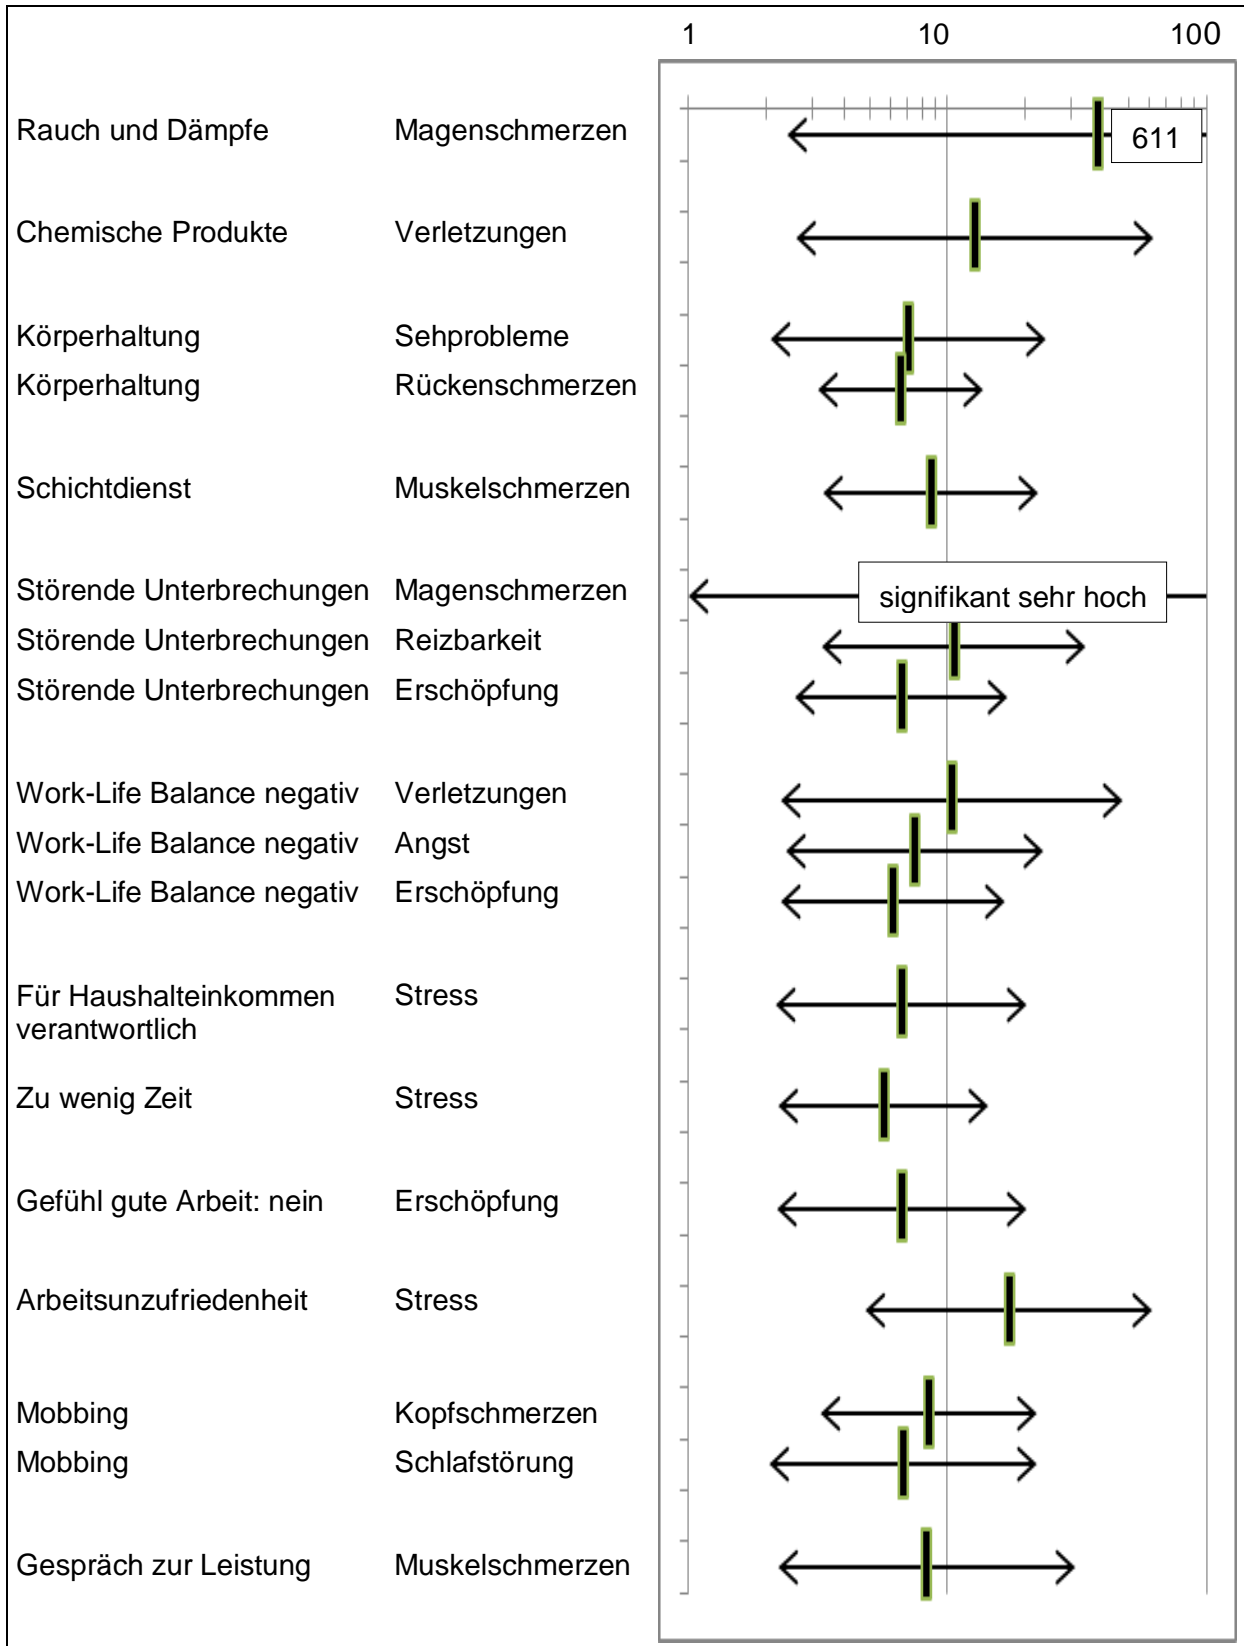 1 10 100
Rauch und Dämpfe Magenschmerzen 611
Chemische Produkte Verletzungen
Körperhaltung Sehprobleme
Körperhaltung Rückenschmerzen
Schichtdienst Muskelschmerzen
Störende Unterbrechungen Magenschmerzen signifikant sehr hoch
Störende Unterbrechungen Reizbarkeit
Störende Unterbrechungen Erschöpfung
Work-Life Balance negativ Verletzungen
Work-Life Balance negativ Angst
Work-Life Balance negativ Erschöpfung
Für Haushalteinkommen Stress
verantwortlich
Zu wenig Zeit Stress
Gefühl gute Arbeit: nein Erschöpfung
Arbeitsunzufriedenheit Stress
Mobbing Kopfschmerzen
Mobbing Schlafstörung
Gespräch zur Leistung Muskelschmerzen